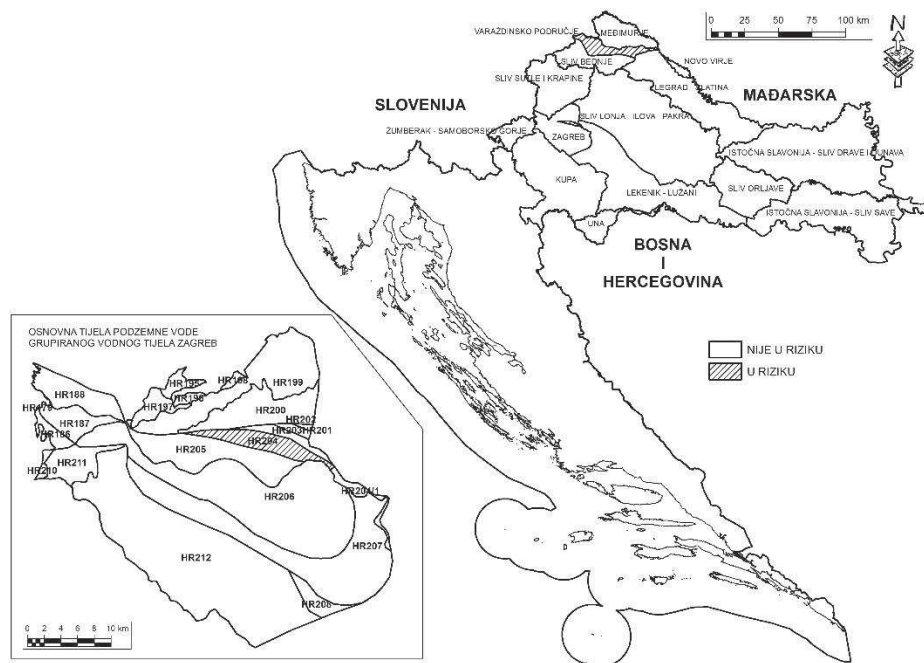 0 25 50 75 100 km
N
VARAŽDINSKO PODRUČJE
MEĐIMURJE
SLIV BEDNJE
NOVO VIRJE
SLIV SUTLE I KRAPINE
LEGRAD SLATINA
SLOVENIJA
MAĐARSKA
SLIV LONJA ILOVA PAKRA
ŽUMBERAK - SAMOBORSKO GORJE
ZAGREB
ISTOČNA SLAVONIJA - SLIV DRAVE I DUNAVA
KUPA
LEKENIK - LUŽANI
SLIV ORLJAVE
ISTOČNA SLAVONIJA - SLIV SAVE
UNA
BOSNA
I
HERCEGOVINA
NIJE U RIZIKU
U RIZIKU
OSNOVNA TIJELA PODZEMNE VODE
GRUPIRANOG VODNOG TIJELA ZAGREB
HR188
HR195
HR198
HR199
HR196
HR197
HR200
HR187
HR186
HR202
HR203
HR201
HR204
HR205
HR211
HR210
HR206
HR204/1
HR207
HR212
HR208
0 2 4 6 8 10 km